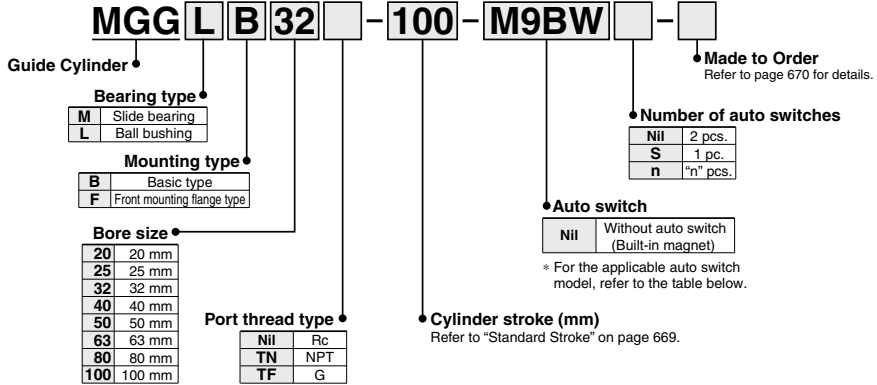 MGG L B 32 – 100 – M9BW –
Guide Cylinder
Made to Order
Refer to page 670 for details.
Bearing type
M Slide bearing
L Ball bushing
Number of auto switches
Nil 2 pcs.
S 1 pc.
n “n” pcs.
Mounting type
B Basic type
F Front mounting flange type
Auto switch
Nil Without auto switch
(Built-in magnet)
∗ For the applicable auto switch
model, refer to the table below.
Bore size
20 20 mm
25 25 mm
32 32 mm
40 40 mm
50 50 mm
63 63 mm
80 80 mm
100 100 mm
Port thread type
Nil Rc
TN NPT
TF G
Cylinder stroke (mm)
Refer to “Standard Stroke” on page 669.